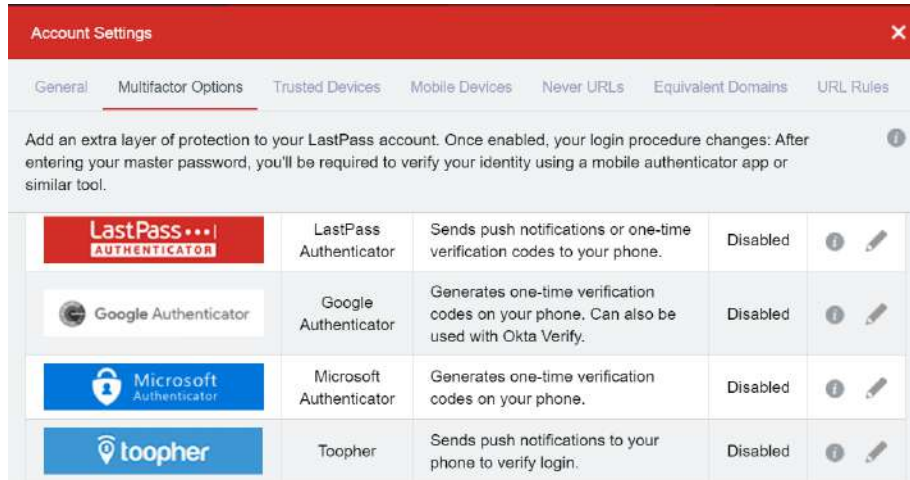 Account Settings
General Multifactor Options Trusted Devices Mobile Devices Never URLs Equivalent Domains URL Rules
Add an extra layer of protection to your LastPass account. Once enabled, your login procedure changes: After
entering your master password, you'll be required to verify your identity using a mobile authenticator app or
similar tool.
LastPass •••|
AUTHENTICATOR
LastPass
Authenticator
Sends push notifications or one-time
verification codes to your phone.
Disabled
Google Authenticator
Google
Authenticator
Generates one-time verification
codes on your phone. Can also be
used with Okta Verify.
Disabled
Microsoft
Authenticator
Microsoft
Authenticator
Generates one-time verification
codes on your phone.
Disabled
toopher
Toopher
Sends push notifications to your
phone to verify login.
Disabled